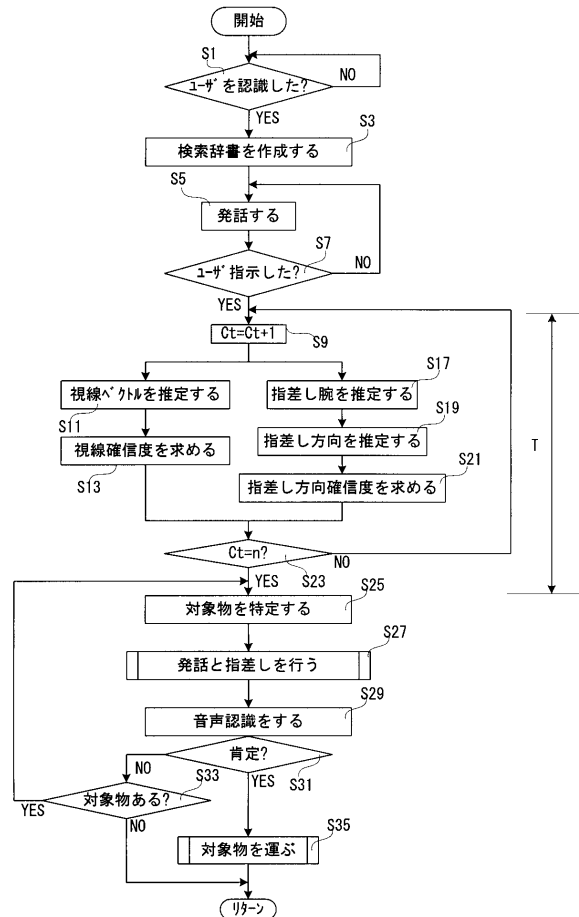 開始
S1
ﾕｰｻﾞを認識した?
NO
YES
S3
検索辞書を作成する
S5
発話する
S7
ﾕｰｻﾞ指示した?
NO
YES
Ct=Ct+1
S9
視線ﾍﾞｸﾄﾙを推定する
S11
視線確信度を求める
S13
S17
指差し腕を推定する
S19
指差し方向を推定する
S21
指差し方向確信度を求める
T
Ct=n?
NO
S23
YES
S25
対象物を特定する
S27
発話と指差しを行う
S29
音声認識をする
肯定?
S31
NO
YES
S33
対象物ある?
YES
NO
S35
対象物を運ぶ
ﾘﾀｰﾝ